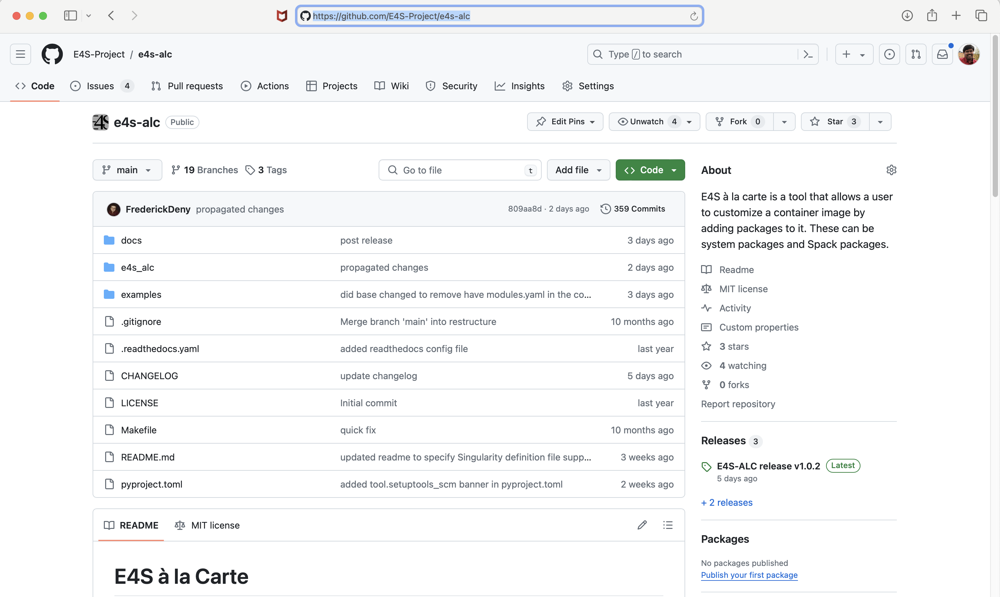 https://github.com/E4S-Project/e4s-alc
E4S-Project / e4s-alc
Type / to search
Code
Issues 4
Pull requests
Actions
Projects
Wiki
Security
Insights
Settings
e4s-alc Public
Edit Pins
Unwatch 4
Fork 0
Star 3
main
19 Branches
3 Tags
Go to file t
Add file
Code
FrederickDeny propagated changes 809aa8d · 2 days ago 359 Commits
docs post release 3 days ago
e4s_alc propagated changes 2 days ago
examples did base changed to remove have modules.yaml in the co... 3 days ago
.gitignore Merge branch 'main' into restructure 10 months ago
.readthedocs.yaml added readthedocs config file last year
CHANGELOG update changelog 5 days ago
LICENSE Initial commit last year
Makefile quick fix 10 months ago
README.md updated readme to specify Singularity definition file supp... 3 weeks ago
pyproject.toml added tool.setuptools_scm banner in pyproject.toml 2 weeks ago
README
MIT license
E4S à la Carte
About
E4S à la carte is a tool that allows a user
to customize a container image by
adding packages to it. These can be
system packages and Spack packages.
Readme
MIT license
Activity
Custom properties
3 stars
4 watching
0 forks
Report repository
Releases 3
E4S-ALC release v1.0.2 Latest
5 days ago
+ 2 releases
Packages
No packages published
Publish your first package